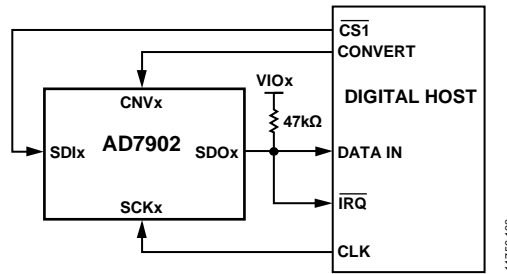 CS1
CONVERT
VIOx
DIGITAL HOST
CNVx
47kΩ
AD7902
SDIx
SDOx
DATA IN
SCKx
IRQ
CLK